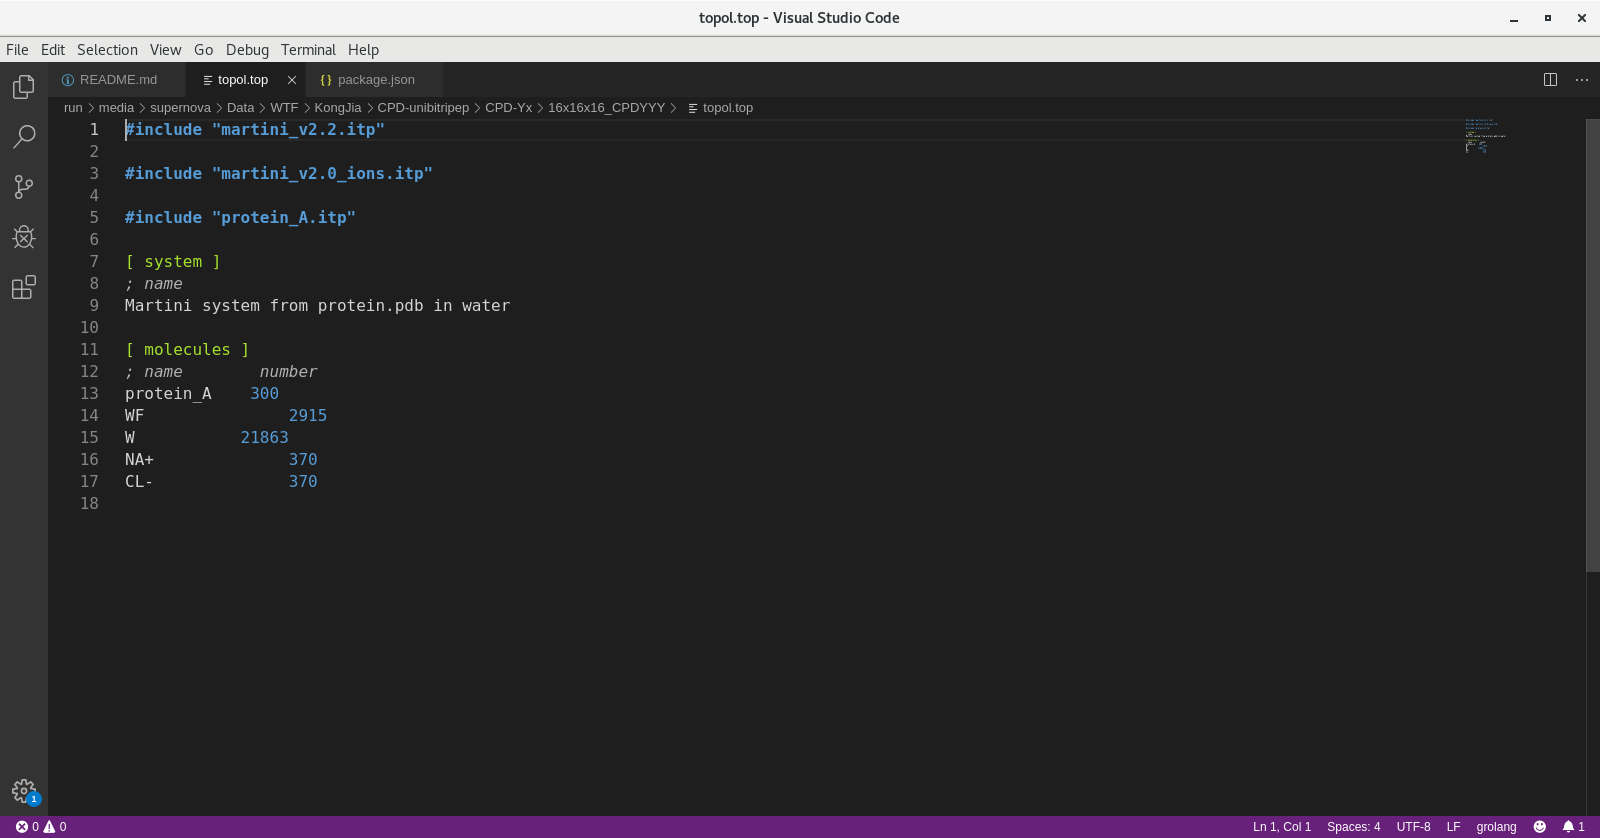 topol.top - Visual Studio Code
File Edit Selection View Go Debug Terminal Help
README.md topol.top package.json
run media supernova Data WTF KongJia CPD-unibitripep CPD-Yx 16x16x16_CPDYYY topol.top
1 #include "martini_v2.2.itp"
2
3 #include "martini_v2.0_ions.itp"
4
5 #include "protein_A.itp"
6
7 [ system ]
8 ; name
9 Martini system from protein.pdb in water
10
11 [ molecules ]
12 ; name number
13 protein_A 300
14 WF 2915
15 W 21863
16 NA+ 370
17 CL- 370
18
1
0 0 Ln 1, Col 1 Spaces: 4 UTF-8 LF grolang 1